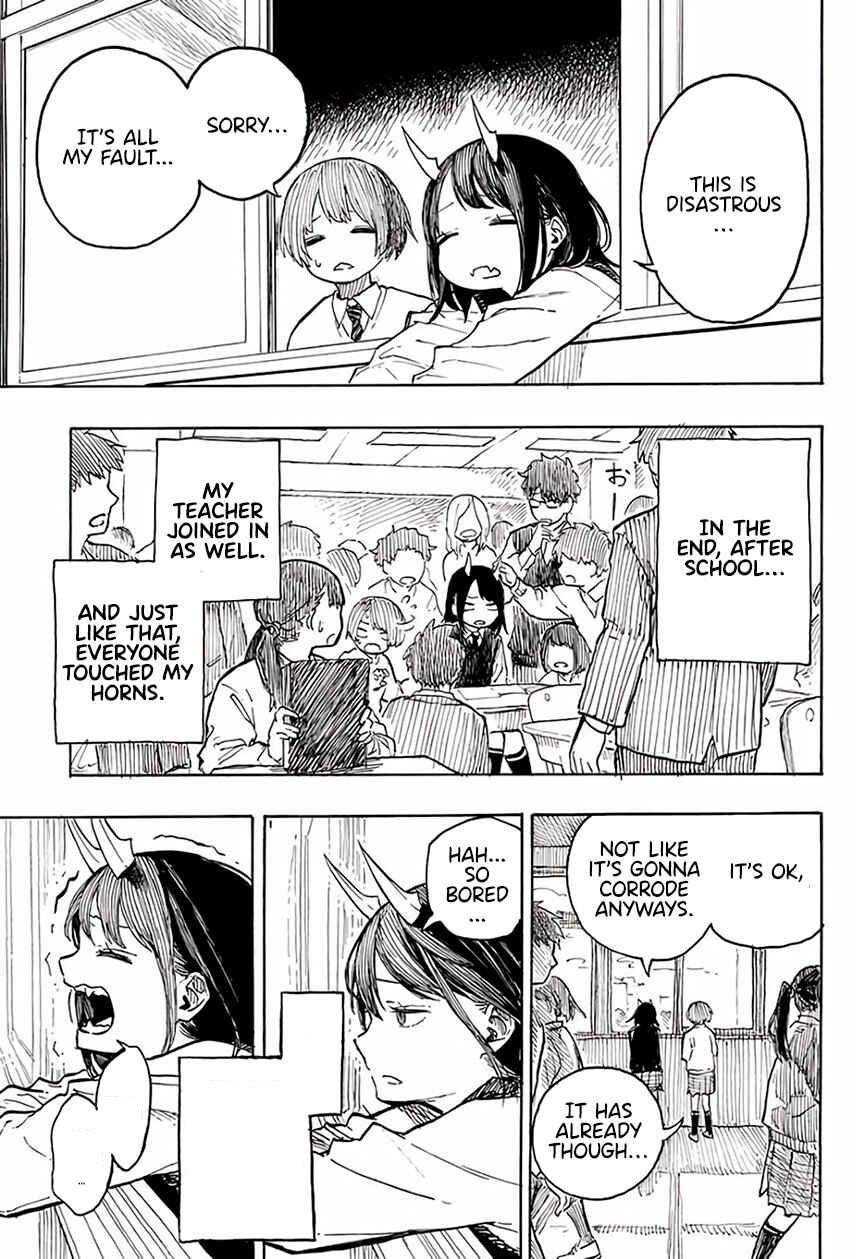 THIS IS
DISASTROUS
...
SORRY...
IT'S ALL
MY FAULT...
IN THE
END, AFTER
SCHOOL...
おー
MY
TEACHER
JOINED IN
AS WELL.
AND JUST
LIKE THAT,
EVERYONE
TOUCHED MY
HORNS.
IT'S OK,
NOT LIKE
IT'S GONNA
CORRODE
ANYWAYS.
IT HAS
ALREADY
THOUGH...
HAH...
SO
BORED
...
...